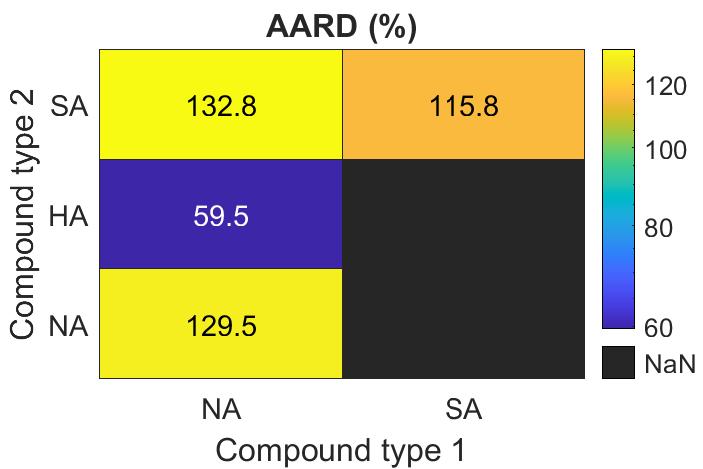 AARD (%)
Compound type 2
SA
132.8
115.8
HA
59.5
NA
129.5
NA
SA
Compound type 1
120
100
80
60
NaN